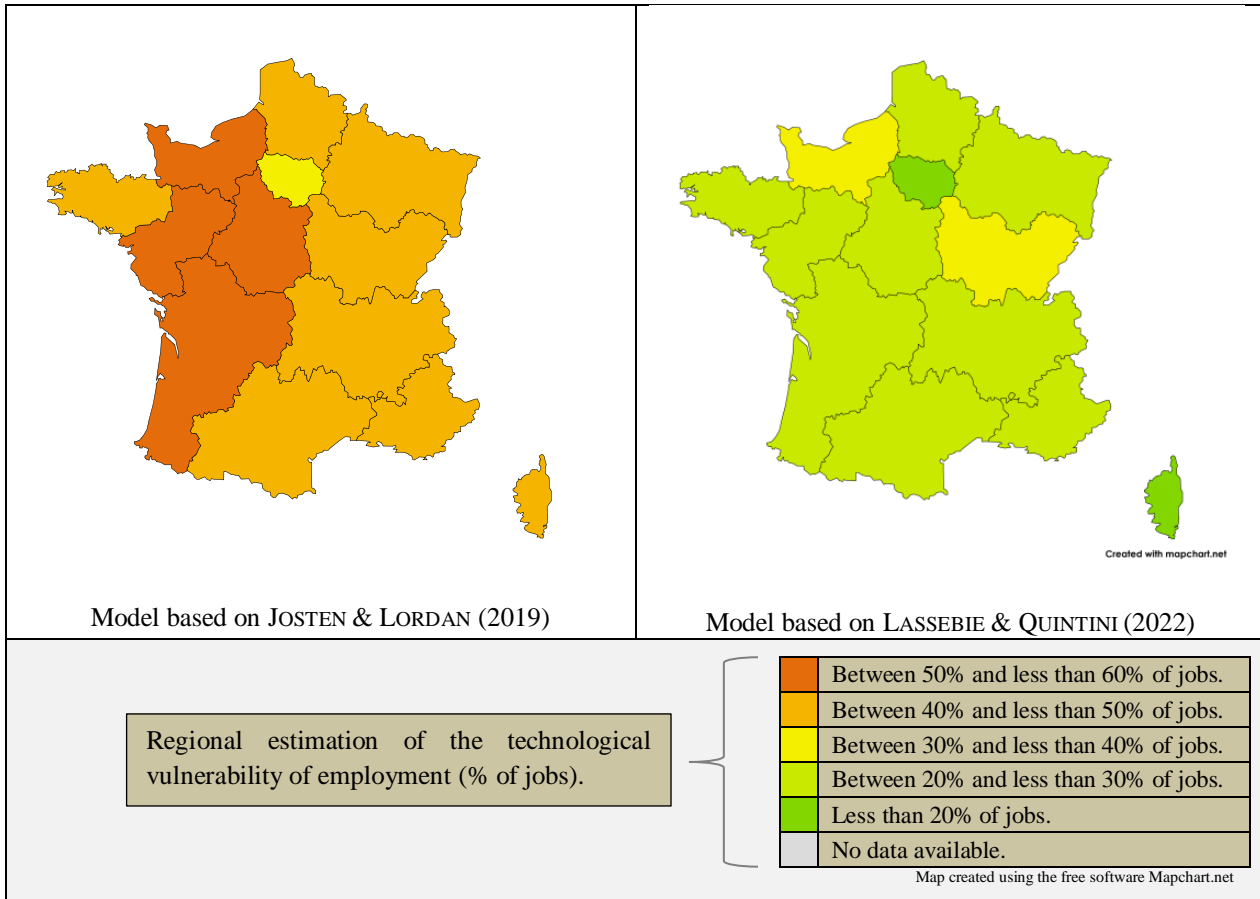 Created with mapchart.net
Model based on JOSTEN & LORDAN (2019)
Model based on LASSEBIE & QUINTINI (2022)
Regional estimation of the technological
vulnerability of employment (% of jobs).
Between 50% and less than 60% of jobs.
Between 40% and less than 50% of jobs.
Between 30% and less than 40% of jobs.
Between 20% and less than 30% of jobs.
Less than 20% of jobs.
No data available.
Map created using the free software Mapchart.net